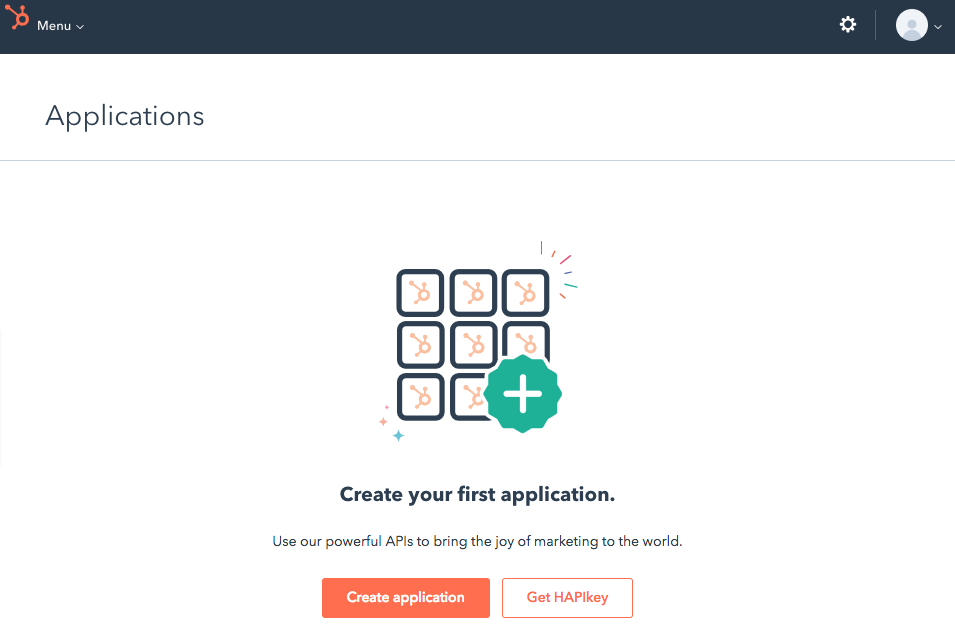 Menu
Applications
Create your first application.
Use our powerful APIs to bring the joy of marketing to the world.
Create application
Get HAPIkey